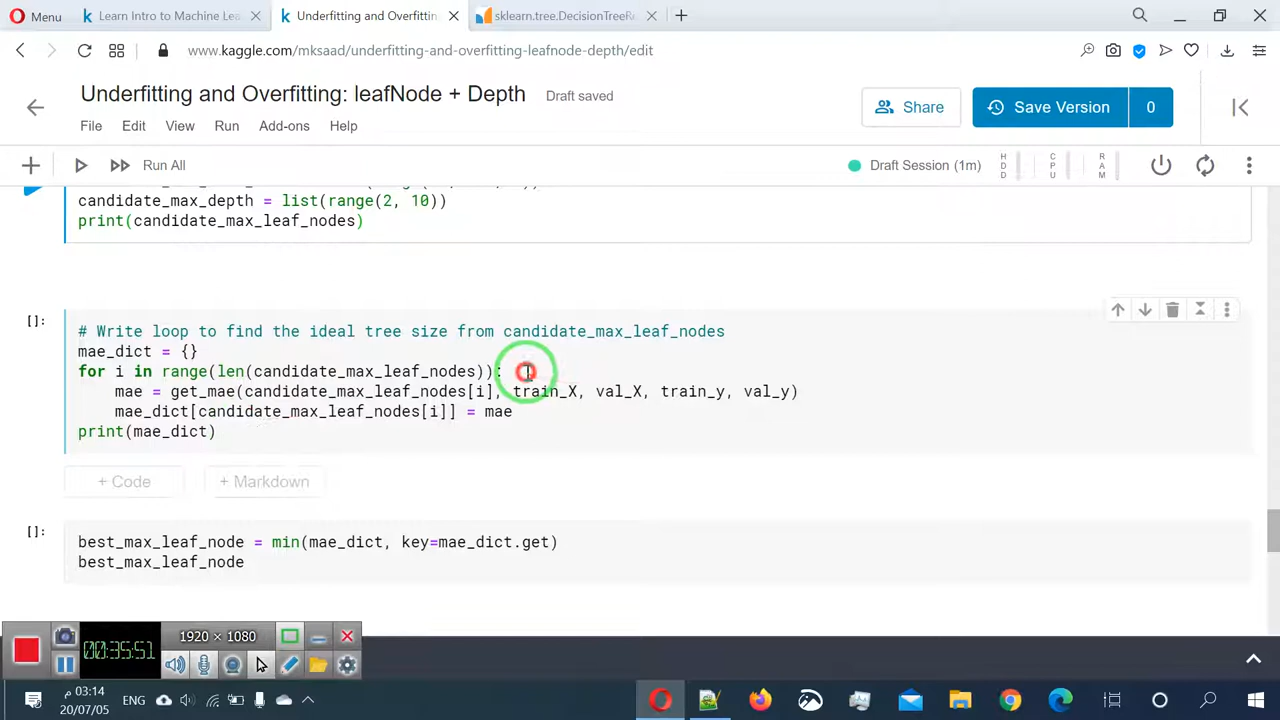 Menu
Learn Intro to Machine Lea
Underfitting and Overfittin
sklearn.tree.DecisionTreeRe
www.kaggle.com/mksaad/underfitting-and-overfitting-leafnode-depth/edit
Underfitting and Overfitting: leafNode + Depth
Draft saved
Share
Save Version
0
File Edit View Run Add-ons Help
Run All
Draft Session (1m)
HDD
CPU
RAM
candidate_max_depth = list(range(2, 10))
print(candidate_max_leaf_nodes)
[]:
# Write loop to find the ideal tree size from candidate_max_leaf_nodes
mae_dict = {}
for i in range(len(candidate_max_leaf_nodes)):
mae = get_mae(candidate_max_leaf_nodes[i], train_X, val_X, train_y, val_y)
mae_dict[candidate_max_leaf_nodes[i]] = mae
print(mae_dict)
+ Code
+ Markdown
[]:
best_max_leaf_node = min(mae_dict, key=mae_dict.get)
best_max_leaf_node
00:35:51
1920 × 1080
03:14 م
20/07/05
ENG